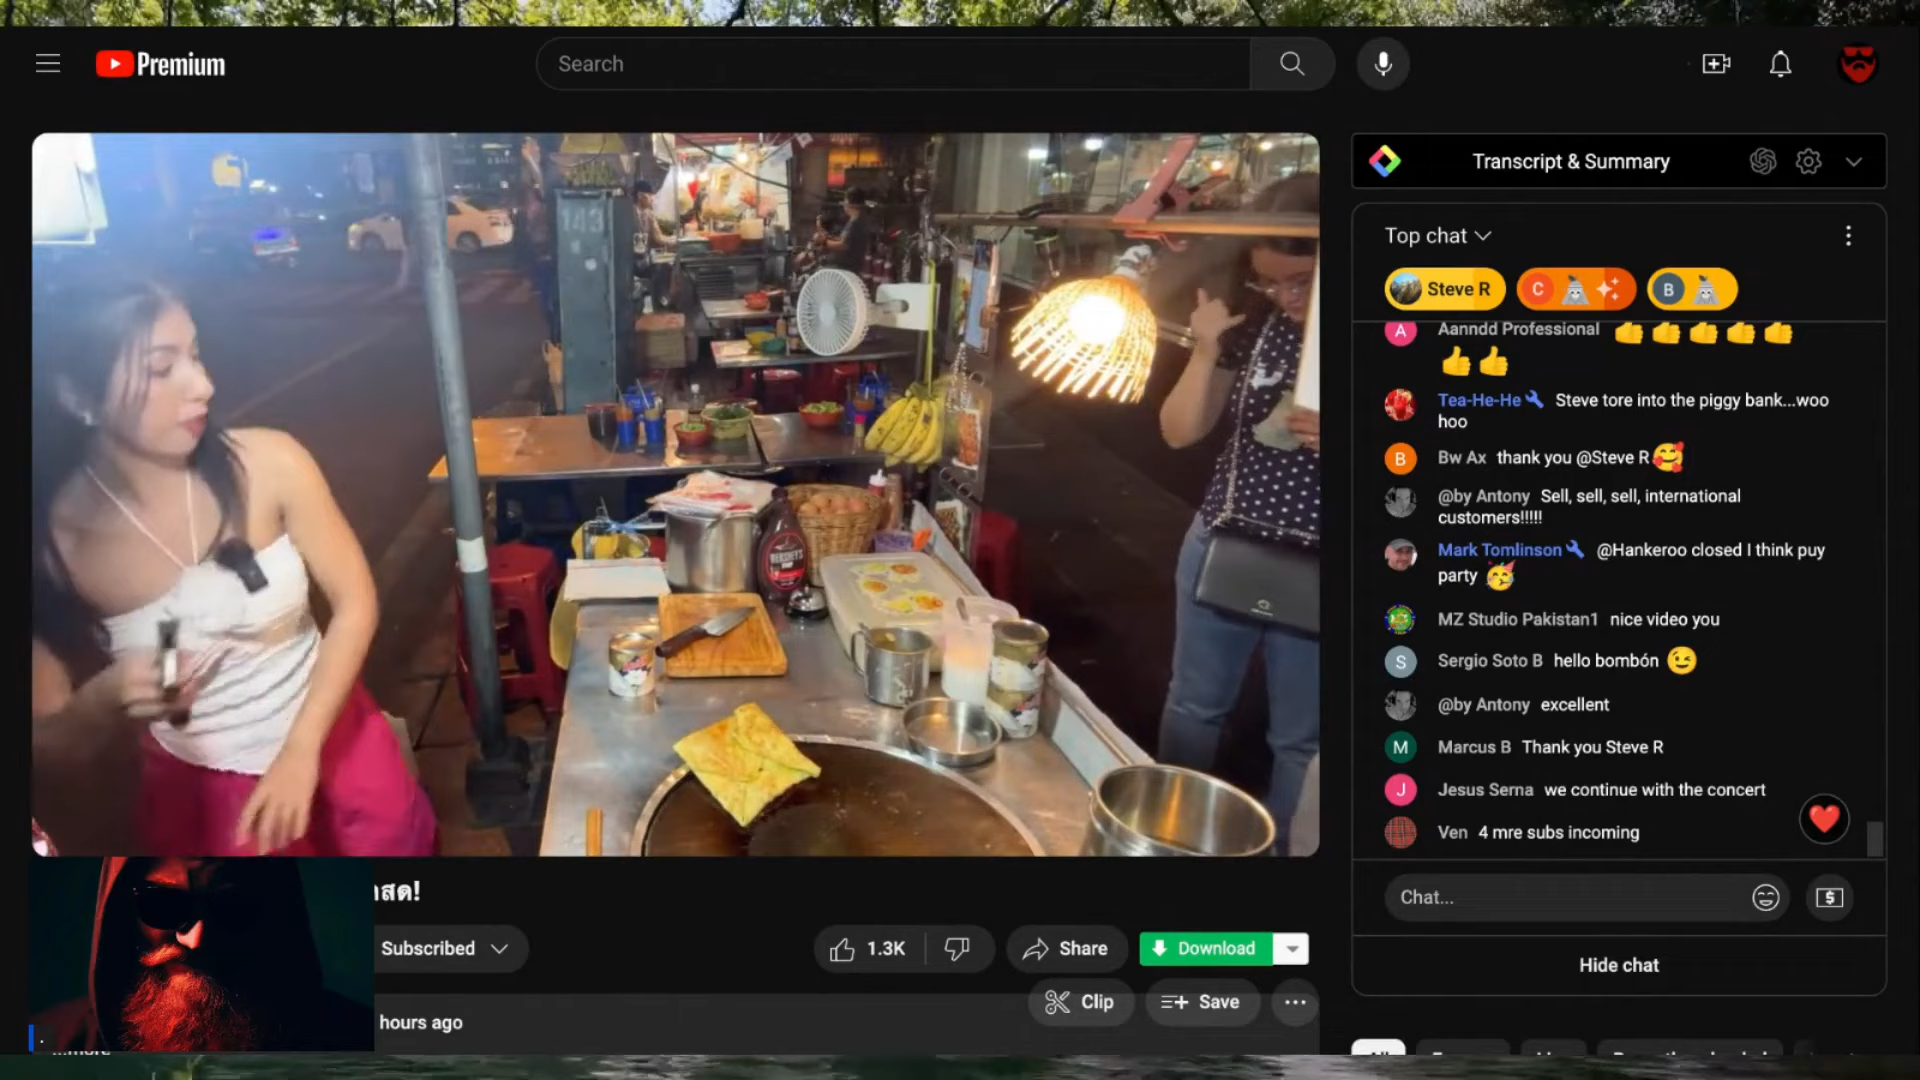 Premium
Search
143
HERSHEY'S
Transcript & Summary
Top chat
Steve R
C
B
Aanndd Professional 👍👍👍👍👍
👍👍
Tea-He-He Steve tore into the piggy bank...woo
hoo
Bw Ax thank you @Steve R🥰
@by Antony Sell, sell, sell, international
customers!!!!!
Mark Tomlinson @Hankeroo closed I think puy
party 🥳
MZ Studio Pakistan1 nice video you
Sergio Soto B hello bombón 😉
@by Antony excellent
Marcus B Thank you Steve R
Jesus Serna we continue with the concert
Ven 4 mre subs incoming
Chat...
Hide chat
สด!
Subscribed
1.3K
Share
Download
Clip
Save
hours ago
...more